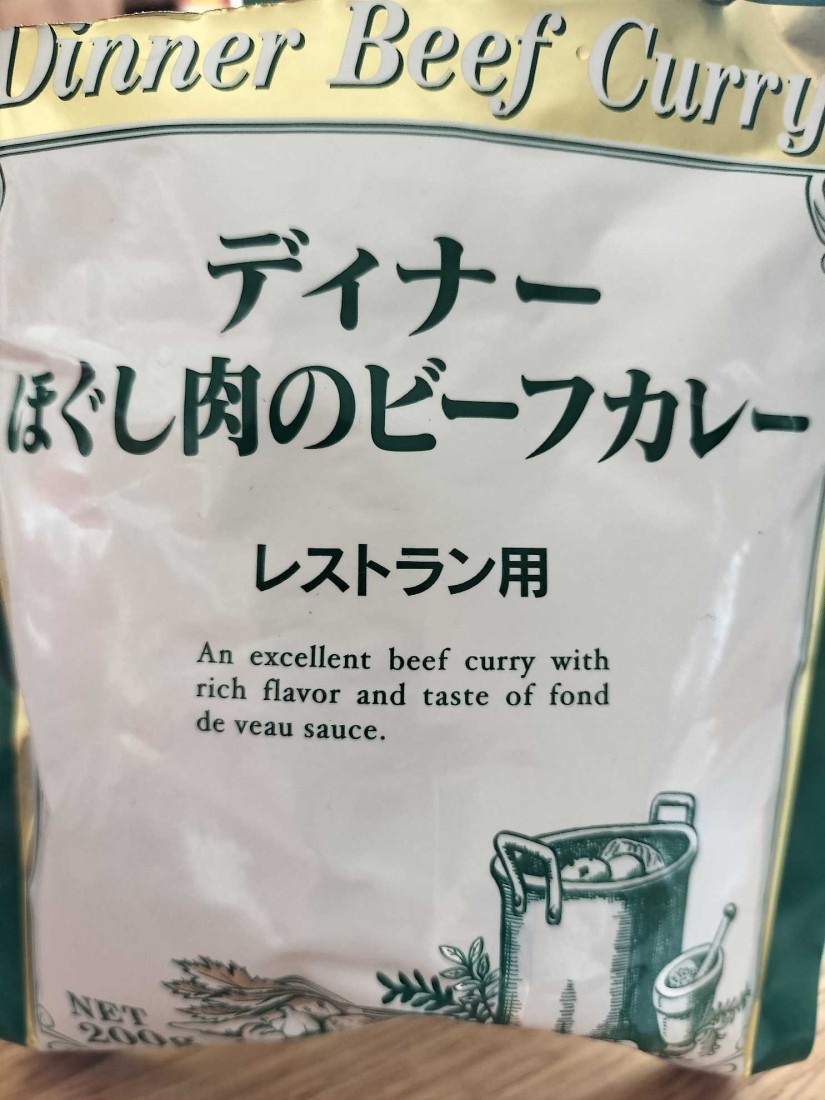 Dinner Beef Curry
ディナー
ほぐし肉のビーフカレー
レストラン用
An excellent beef curry with
rich flavor and taste of fond
de veau sauce.
NET
200g